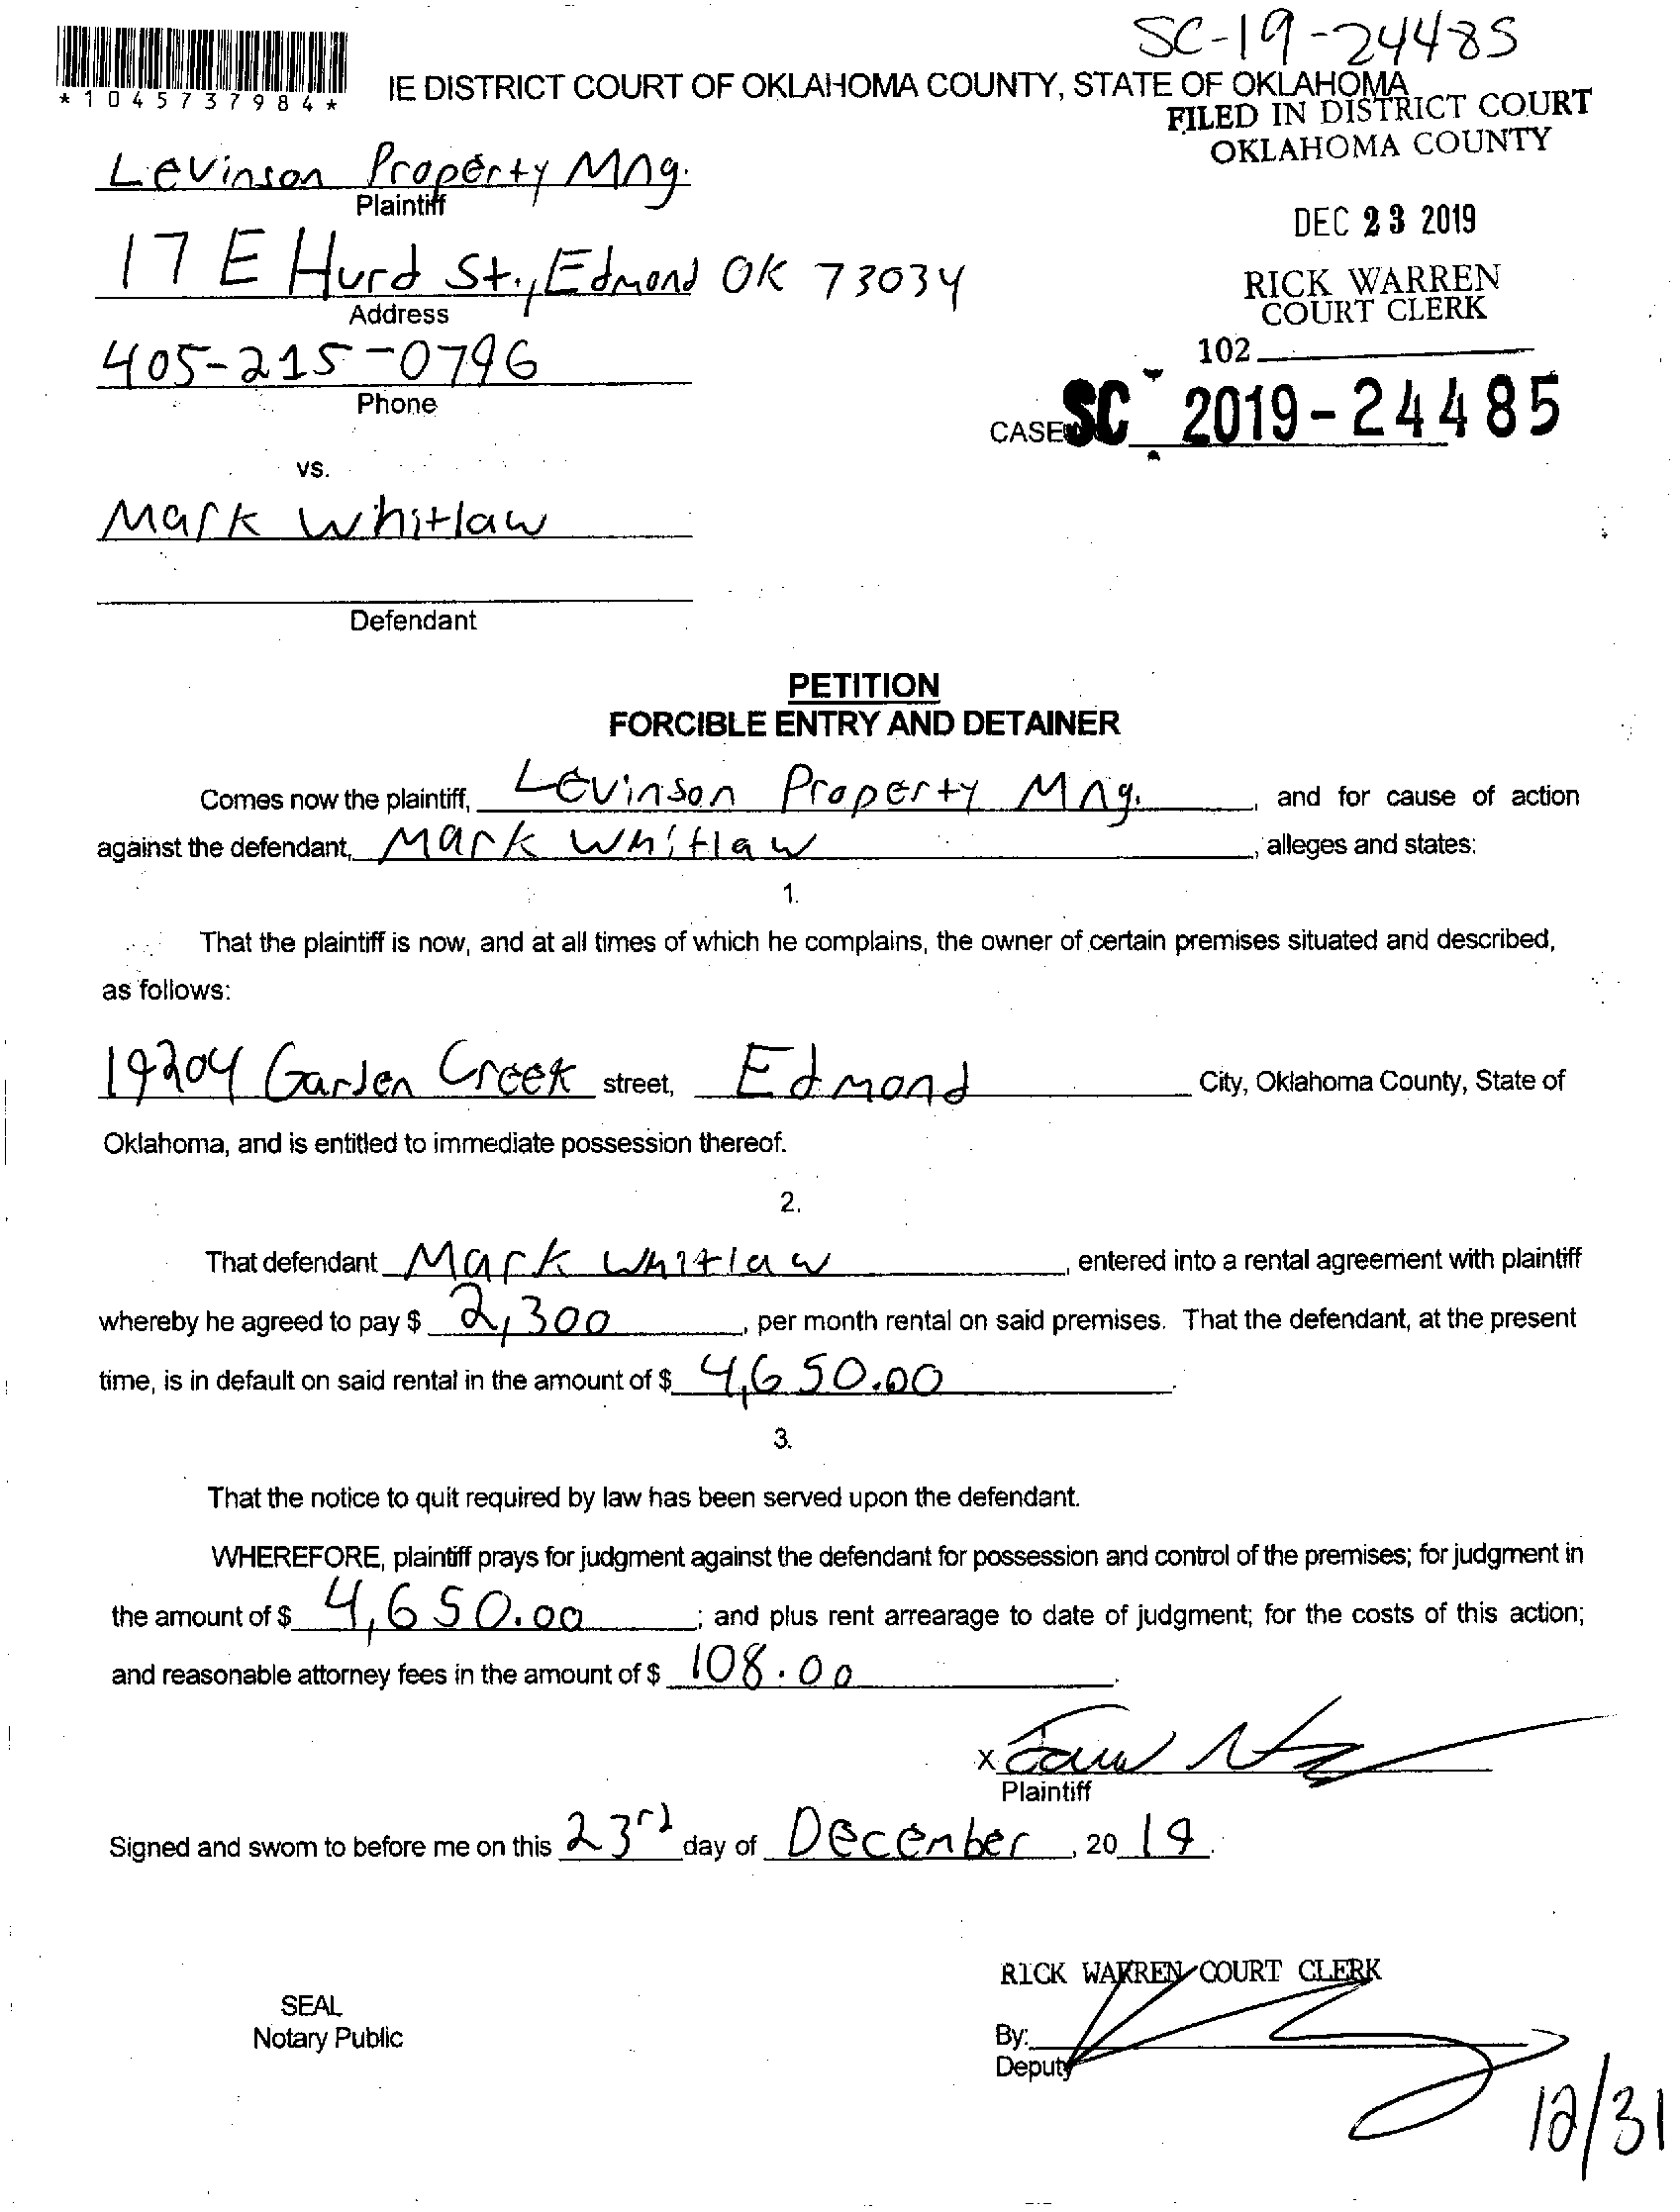 SC-19-24485
*1045737984*
IE DISTRICT COURT OF OKLAHOMA COUNTY, STATE OF OKLAHOMA
FILED IN DISTRICT COURT
OKLAHOMA COUNTY
Levinson Property Mng.
Plaintiff
DEC 23 2019
17 E Hurd St., Edmond OK 73034
Address
RICK WARREN
COURT CLERK
405-215-0796
Phone
102
CASE SC 2019-24485
vs.
Mark Whitlaw
Defendant
PETITION
FORCIBLE ENTRY AND DETAINER
Comes now the plaintiff, Levinson Property Mng. , and for cause of action
against the defendant, Mark Whitlaw , alleges and states:
1.
That the plaintiff is now, and at all times of which he complains, the owner of certain premises situated and described,
as follows:
19204 Garden Creek street, Edmond City, Oklahoma County, State of
Oklahoma, and is entitled to immediate possession thereof.
2.
That defendant Mark Whitlaw , entered into a rental agreement with plaintiff
whereby he agreed to pay $ 2,300 , per month rental on said premises. That the defendant, at the present
time, is in default on said rental in the amount of $ 4,650.00 .
3.
That the notice to quit required by law has been served upon the defendant.
WHEREFORE, plaintiff prays for judgment against the defendant for possession and control of the premises; for judgment in
the amount of $ 4,650.00 ; and plus rent arrearage to date of judgment; for the costs of this action;
and reasonable attorney fees in the amount of $ 108.00 .
X
Plaintiff
Signed and sworn to before me on this 23rd day of December , 20 19 .
RICK WARREN COURT CLERK
SEAL
Notary Public
By:
Deputy
12/31